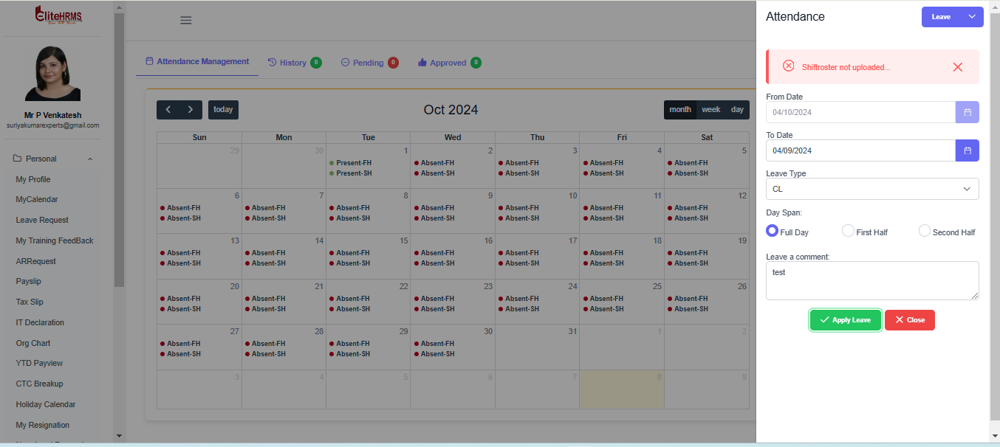 EliteHRMS
Mr P Venkatesh
suriyakumarexperts@gmail.com
Personal
My Profile
MyCalendar
Leave Request
My Training FeedBack
ARRequest
Payslip
Tax Slip
IT Declaration
Org Chart
YTD Payview
CTC Breakup
Holiday Calendar
My Resignation
Attendance Management History 0 Pending 0 Approved 0
today Oct 2024 month week day
Sun Mon Tue Wed Thu Fri Sat
29 30 1 2 3 4 5
Present-FH Absent-FH Absent-FH Absent-FH Absent-FH
Present-SH Absent-SH Absent-SH Absent-SH Absent-SH
6 7 8 9 10 11 12
Absent-FH Absent-FH Absent-FH Absent-FH Absent-FH Absent-FH Absent-FH
Absent-SH Absent-SH Absent-SH Absent-SH Absent-SH Absent-SH Absent-SH
13 14 15 16 17 18 19
Absent-FH Absent-FH Absent-FH Absent-FH Absent-FH Absent-FH Absent-FH
Absent-SH Absent-SH Absent-SH Absent-SH Absent-SH Absent-SH Absent-SH
20 21 22 23 24 25 26
Absent-FH Absent-FH Absent-FH Absent-FH Absent-FH Absent-FH Absent-FH
Absent-SH Absent-SH Absent-SH Absent-SH Absent-SH Absent-SH Absent-SH
27 28 29 30 31 1 2
Absent-FH Absent-FH Absent-FH Absent-FH
Absent-SH Absent-SH Absent-SH Absent-SH
3 4 5 6 7 8 9
Attendance Leave
Shiftroster not uploaded...
From Date
04/10/2024
To Date
04/09/2024
Leave Type
CL
Day Span:
Full Day First Half Second Half
Leave a comment:
test
Apply Leave Close